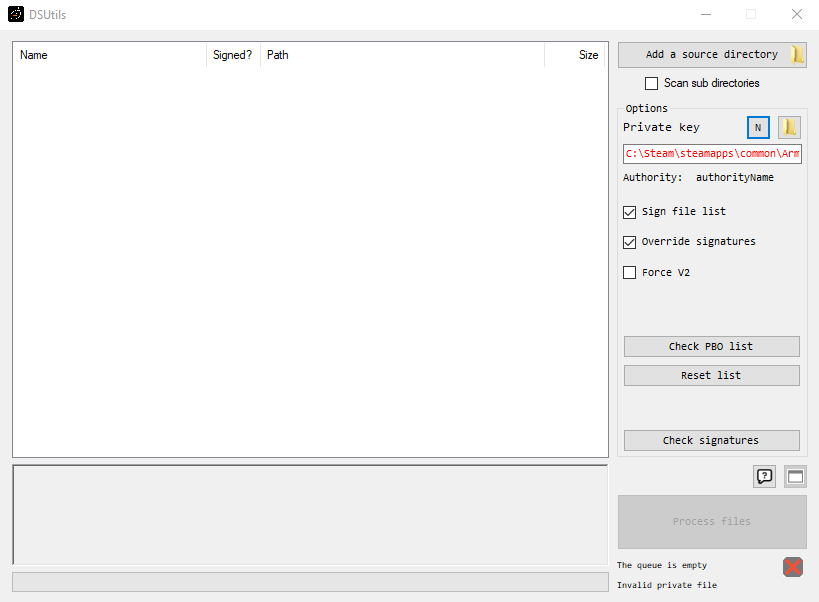 DSUtils
Name Signed? Path Size
Add a source directory
Scan sub directories
Options
Private key N
C:\Steam\steamapps\common\Arm
Authority: authorityName
Sign file list
Override signatures
Force V2
Check PBO list
Reset list
Check signatures
?
Process files
The queue is empty
Invalid private file